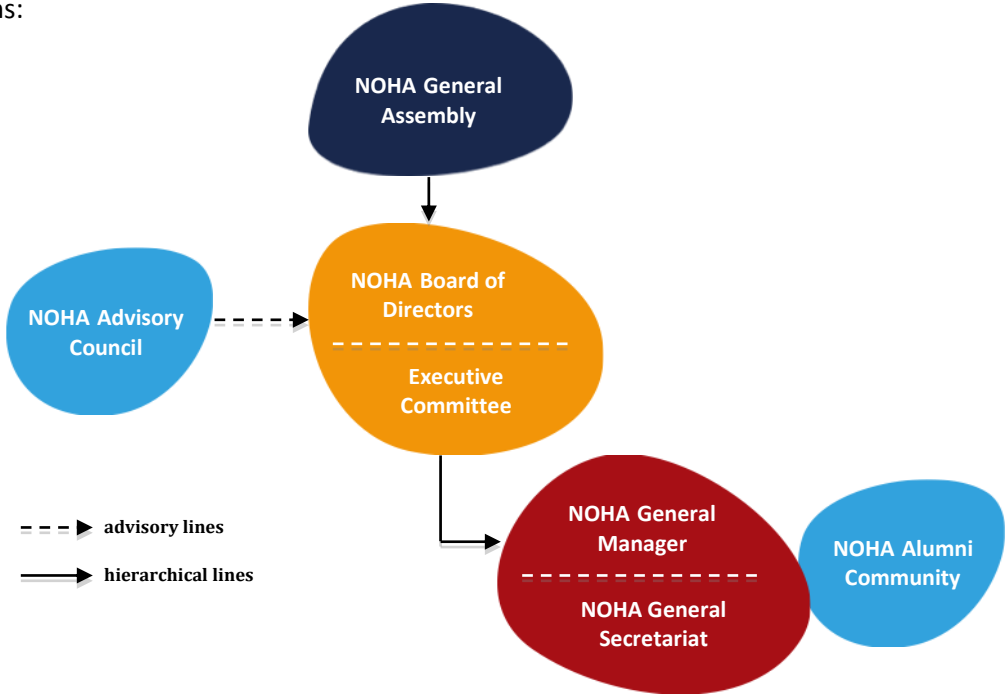 NOHA General
Assembly
NOHA Board of
Directors
Executive
Committee
NOHA Advisory
Council
NOHA General
Manager
NOHA General
Secretariat
NOHA Alumni
Community
advisory lines
hierarchical lines